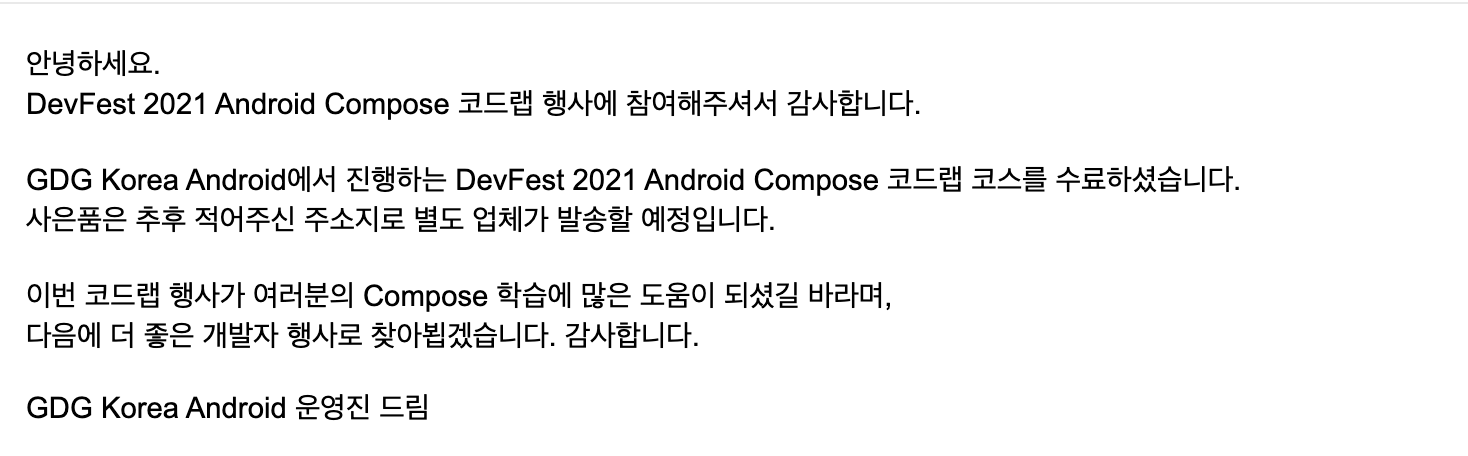 안녕하세요.
DevFest 2021 Android Compose 코드랩 행사에 참여해주셔서 감사합니다.
GDG Korea Android에서 진행하는 DevFest 2021 Android Compose 코드랩 코스를 수료하셨습니다.
사은품은 추후 적어주신 주소지로 별도 업체가 발송할 예정입니다.
이번 코드랩 행사가 여러분의 Compose 학습에 많은 도움이 되셨길 바라며,
다음에 더 좋은 개발자 행사로 찾아뵙겠습니다. 감사합니다.
GDG Korea Android 운영진 드림